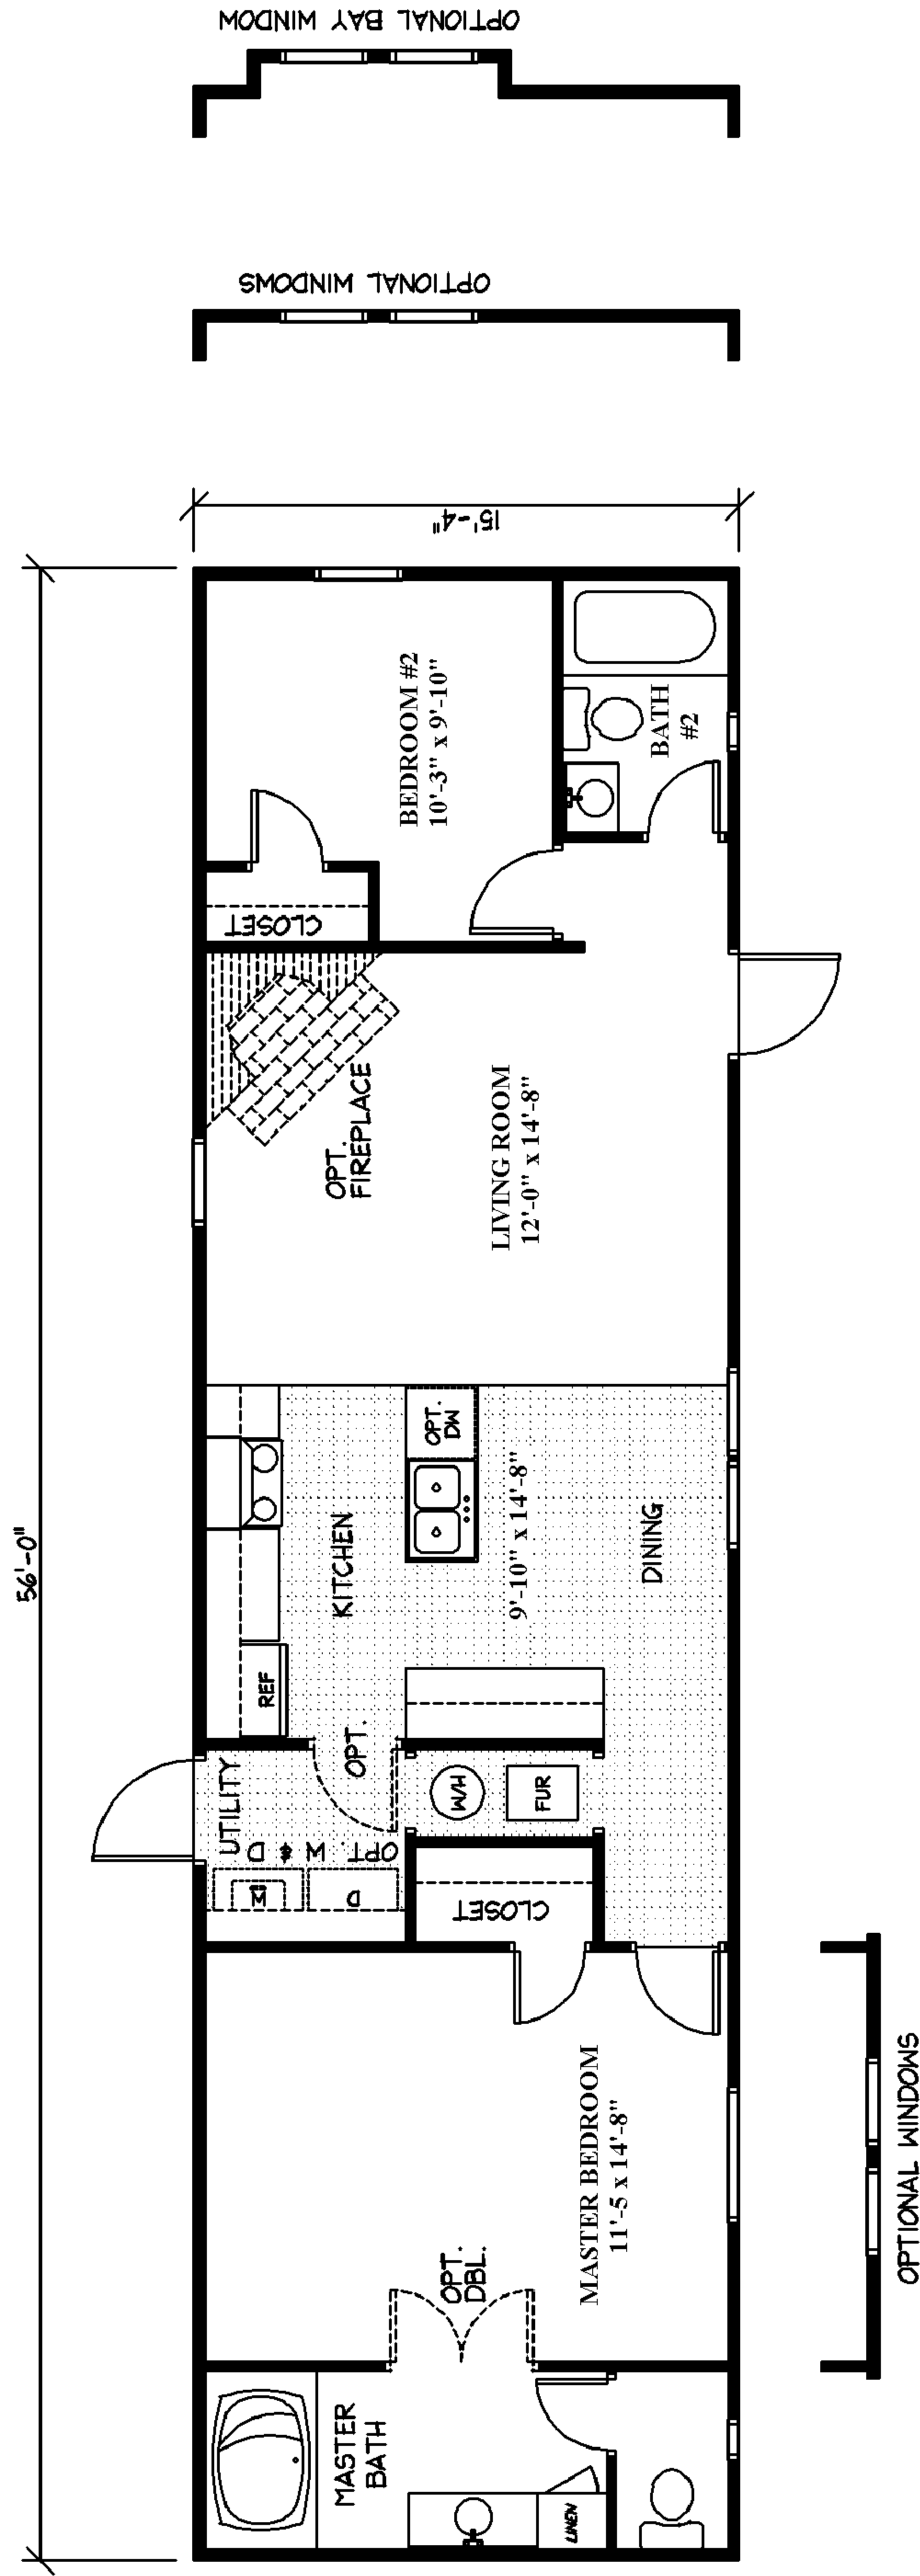 OPTIONAL BAY WINDOW
OPTIONAL WINDOWS
15'-4"
56'-0"
BEDROOM #2
10'-3" x 9'-10"
BATH
#2
CLOSET
OPT.
FIREPLACE
LIVING ROOM
12'-0" x 14'-8"
OPT.
DW
KITCHEN
9'-10" x 14'-8"
DINING
REF
OPT.
UTILITY
W/H
FUR
OPT. W & D
W
D
CLOSET
MASTER BEDROOM
11'-5 x 14'-8"
OPT.
DBL.
MASTER
BATH
LINEN
OPTIONAL WINDOWS